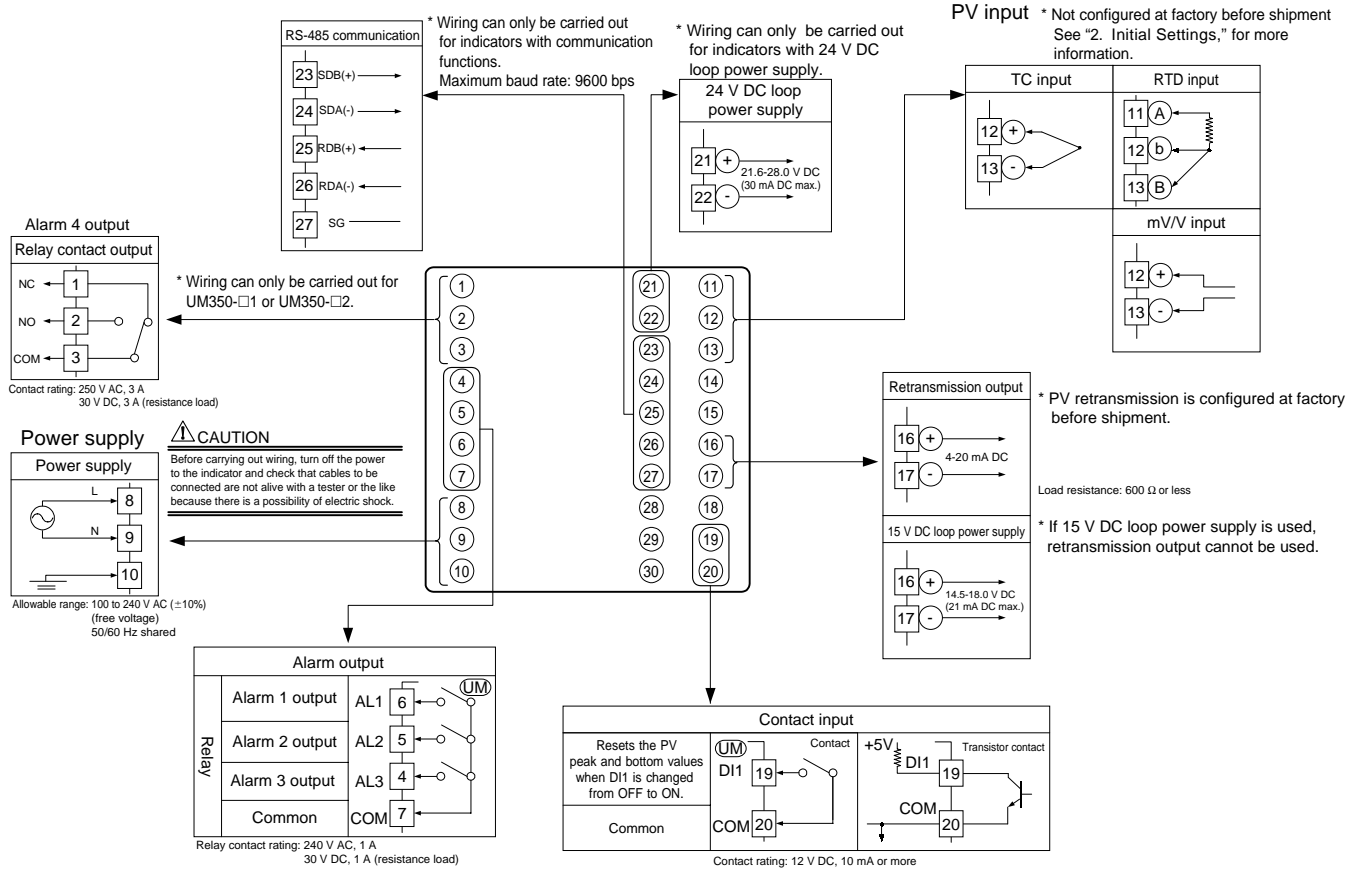 RS-485 communication
23 SDB(+)
24 SDA(-)
25 RDB(+)
26 RDA(-)
27 SG
* Wiring can only be carried out
for indicators with communication
functions.
Maximum baud rate: 9600 bps
* Wiring can only be carried out
for indicators with 24 V DC
loop power supply.
24 V DC loop
power supply
21 +
21.6-28.0 V DC
(30 mA DC max.)
22 -
PV input
* Not configured at factory before shipment
See “2. Initial Settings,” for more
information.
TC input
12 +
13 -
RTD input
11 A
12 b
13 B
mV/V input
12 +
13 -
Alarm 4 output
Relay contact output
NC 1
NO 2
COM 3
Contact rating: 250 V AC, 3 A
30 V DC, 3 A (resistance load)
* Wiring can only be carried out for
UM350-□1 or UM350-□2.
1 21 11
2 22 12
3 23 13
4 24 14
5 25 15
6 26 16
7 27 17
8 28 18
9 29 19
10 30 20
Power supply
Power supply
L 8
N 9
10
Allowable range: 100 to 240 V AC (±10%)
(free voltage)
50/60 Hz shared
CAUTION
Before carrying out wiring, turn off the power
to the indicator and check that cables to be
connected are not alive with a tester or the like
because there is a possibility of electric shock.
Retransmission output
16 +
4-20 mA DC
17 -
* PV retransmission is configured at factory
before shipment.
Load resistance: 600 Ω or less
15 V DC loop power supply
16 +
14.5-18.0 V DC
(21 mA DC max.)
17 -
* If 15 V DC loop power supply is used,
retransmission output cannot be used.
Alarm output
Relay
UM
Alarm 1 output AL1 6
Alarm 2 output AL2 5
Alarm 3 output AL3 4
Common COM 7
Relay contact rating: 240 V AC, 1 A
30 V DC, 1 A (resistance load)
Contact input
Resets the PV
peak and bottom values
when DI1 is changed
from OFF to ON.
Common
UM
Contact
DI1 19
COM 20
+5V
Transistor contact
DI1 19
COM
20
Contact rating: 12 V DC, 10 mA or more